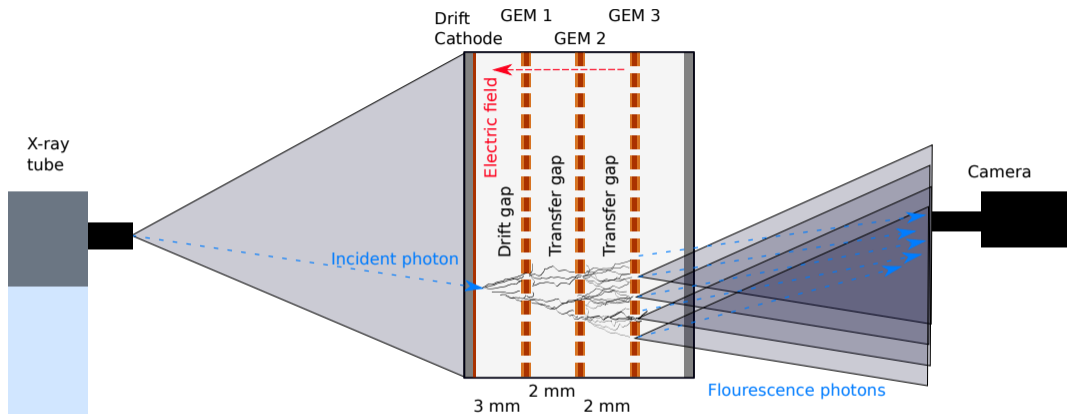 Drift
Cathode
GEM 1
GEM 2
GEM 3
X-ray
tube
Electric field
Drift gap
Transfer gap
Transfer gap
Camera
Incident photon
Flourescence photons
3 mm
2 mm
2 mm